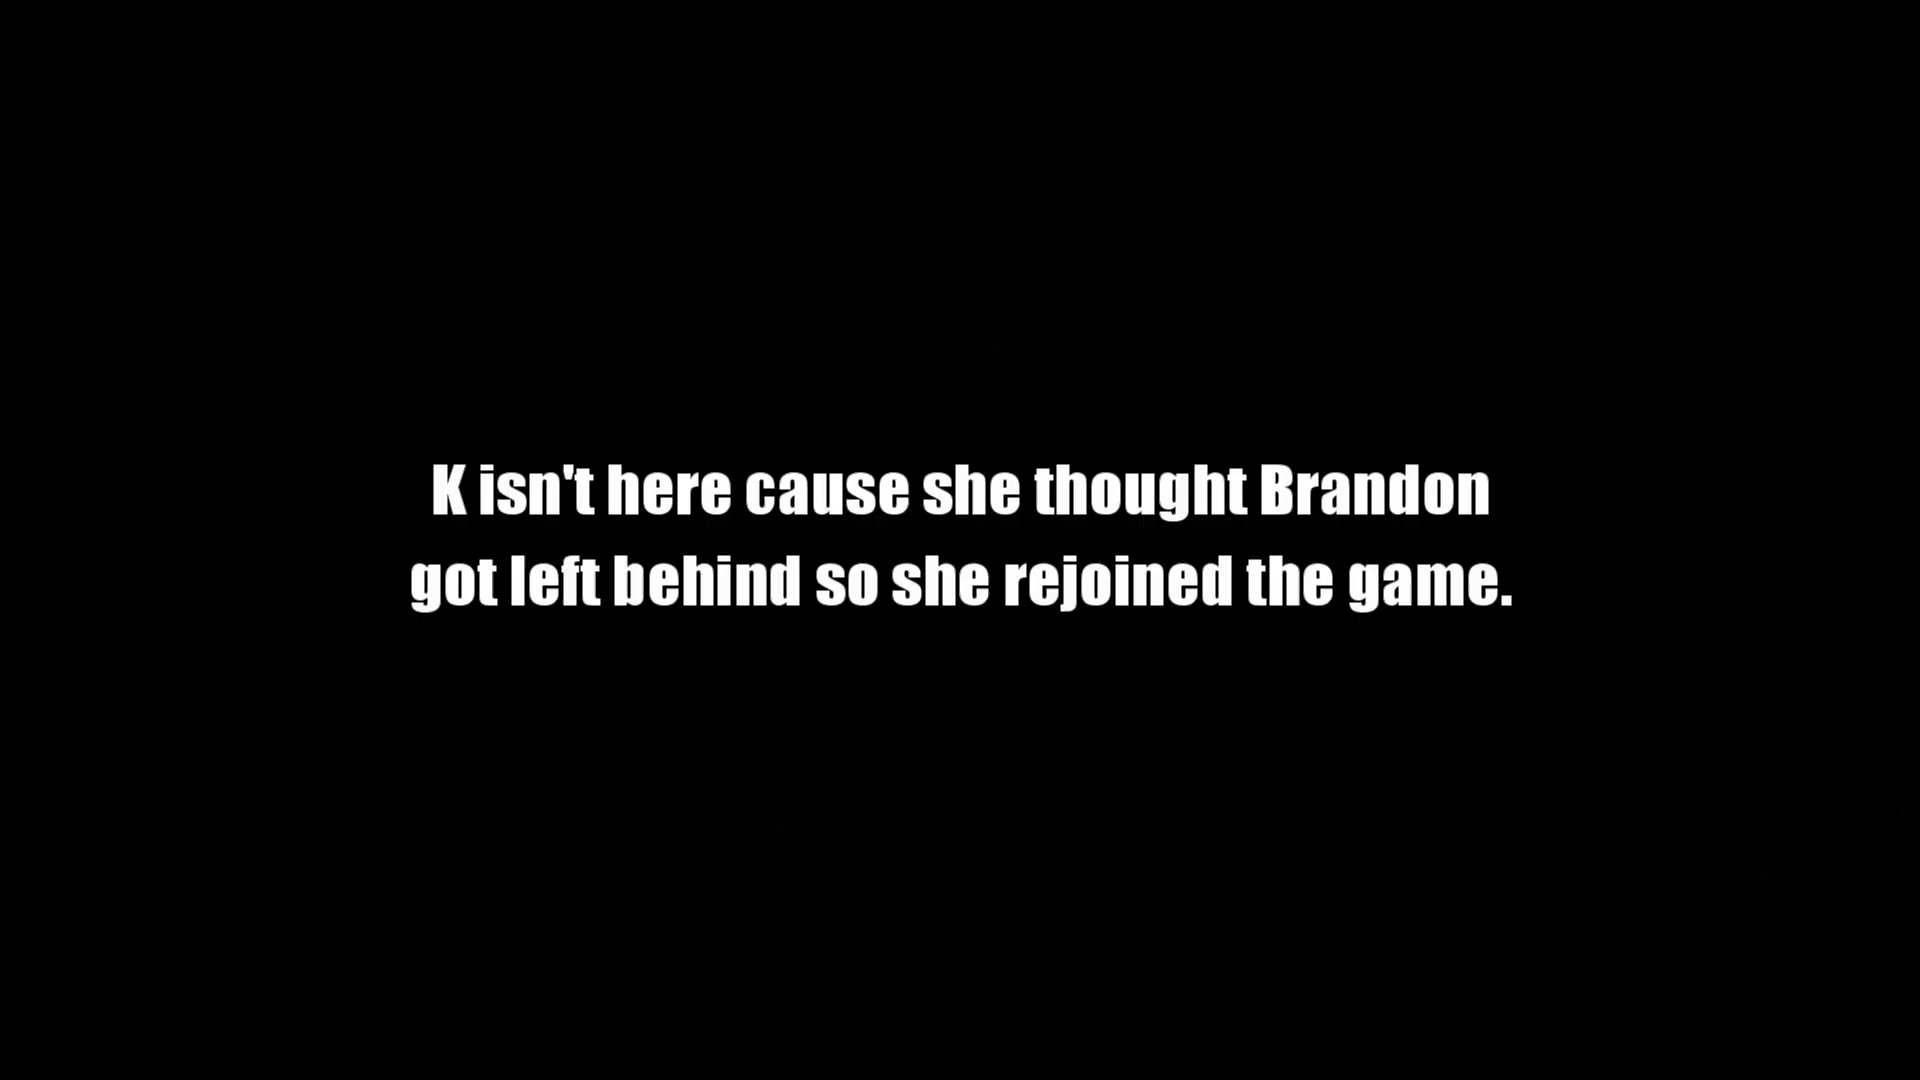 K isn't here cause she thought Brandon
got left behind so she rejoined the game.